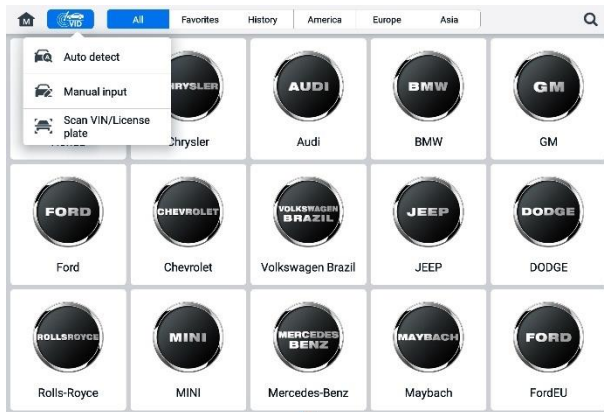 M
VID
All
Favorites
History
America
Europe
Asia
Auto detect
Manual input
Scan VIN/License
plate
RYSLER
AUDI
BMW
GM
hrysler
Audi
BMW
GM
FORD
CHEVROLET
VOLKSWAGEN
BRAZIL
JEEP
DODGE
Ford
Chevrolet
Volkswagen Brazil
JEEP
DODGE
ROLLSROYCE
MINI
MERCEDES
BENZ
MAYBACH
FORD
Rolls-Royce
MINI
Mercedes-Benz
Maybach
FordEU